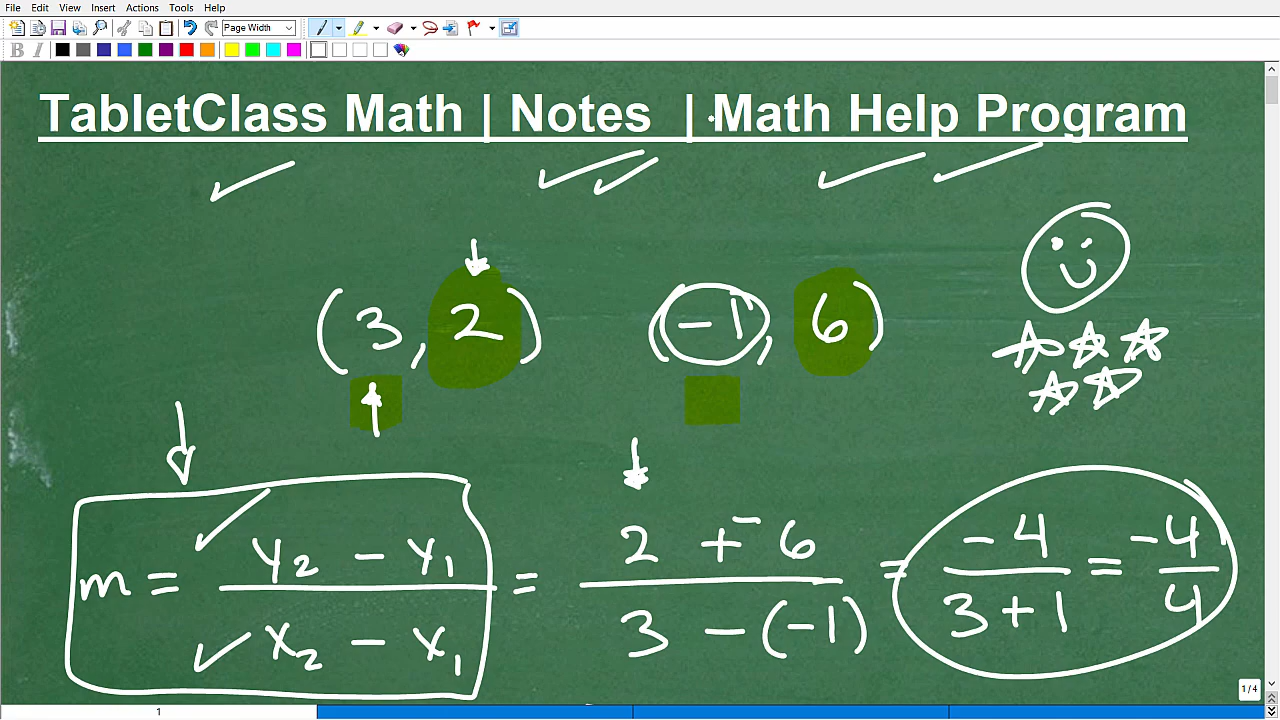 File Edit View Insert Actions Tools Help
Page Width
B I
TabletClass Math | Notes | Math Help Program
(3, 2) (-1, 6)
m = y₂ - y₁ / x₂ - x₁ = 2 + - 6 / 3 - (-1) = -4 / 3 + 1 = -4 / 4
1/4
1